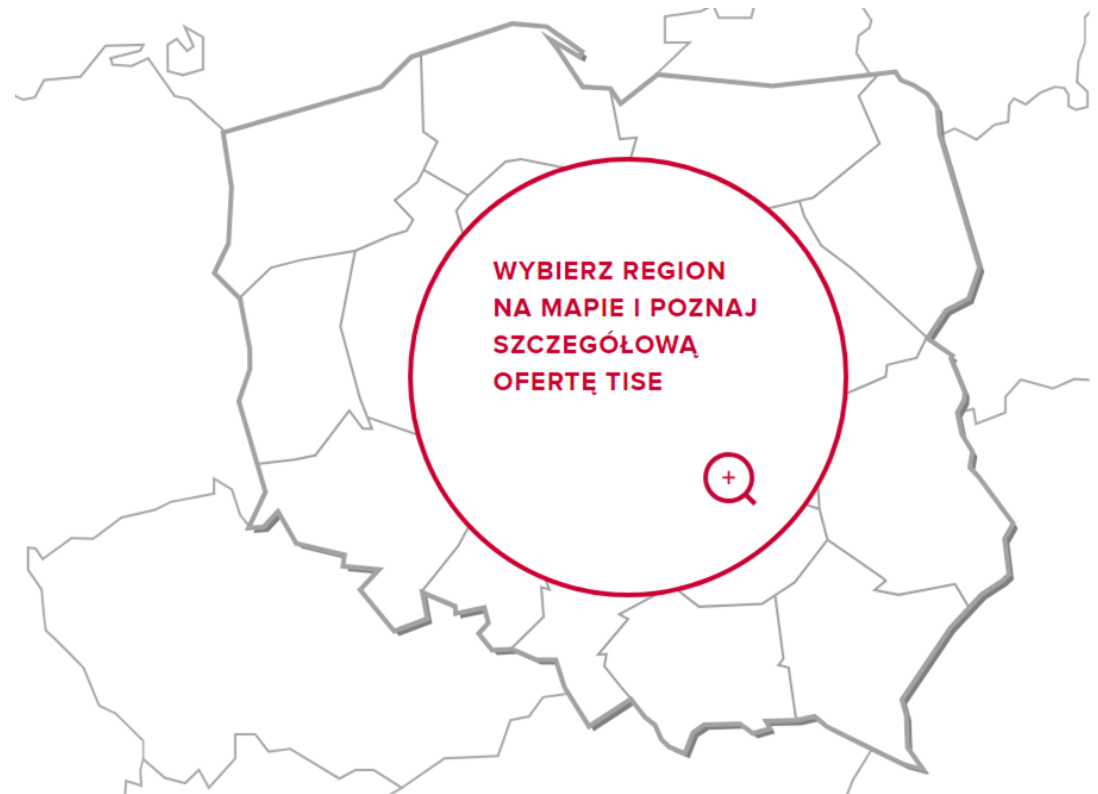 WYBIERZ REGION
NA MAPIE I POZNAJ
SZCZEGÓŁOWĄ
OFERTĘ TISE
+